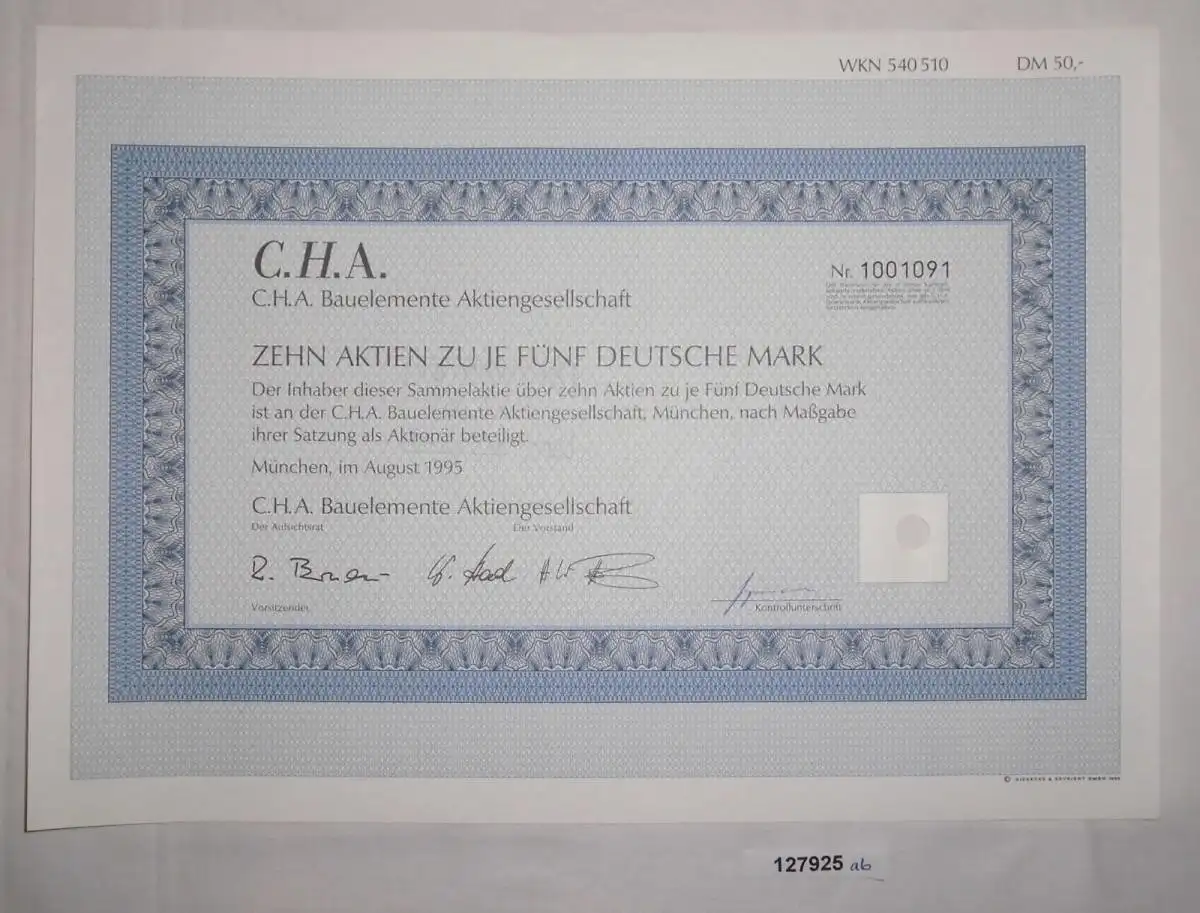 WKN 540 510 DM 50,-
C.H.A.
Nr. 1001091
C.H.A. Bauelemente Aktiengesellschaft
ZEHN AKTIEN ZU JE FÜNF DEUTSCHE MARK
Der Inhaber dieser Sammelaktie über zehn Aktien zu je Fünf Deutsche Mark
ist an der C.H.A. Bauelemente Aktiengesellschaft, München, nach Maßgabe
ihrer Satzung als Aktionär beteiligt.
München, im August 1995
C.H.A. Bauelemente Aktiengesellschaft
Der Aufsichtsrat Der Vorstand
Vorsitzender
Kontrollunterschrift
127925 ab